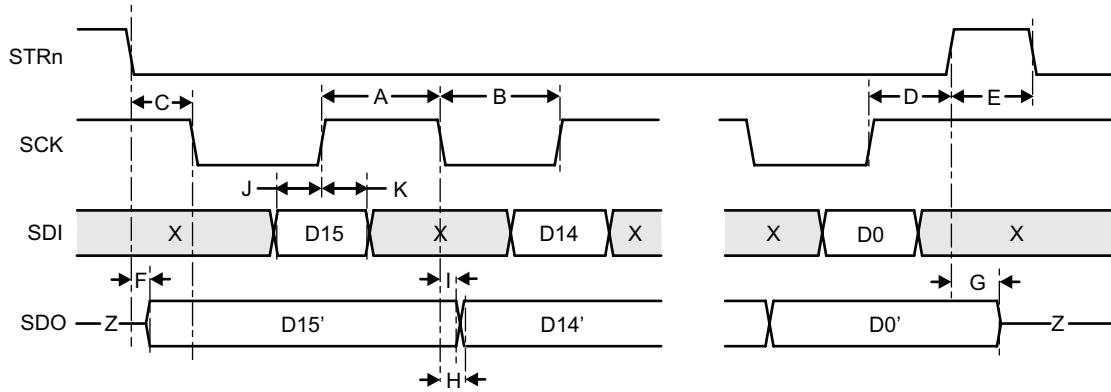 STRn
C A B D E
SCK
J K
SDI X D15 X D14 X X D0 X
F I G
SDO Z D15’ D14’ D0’ Z
H